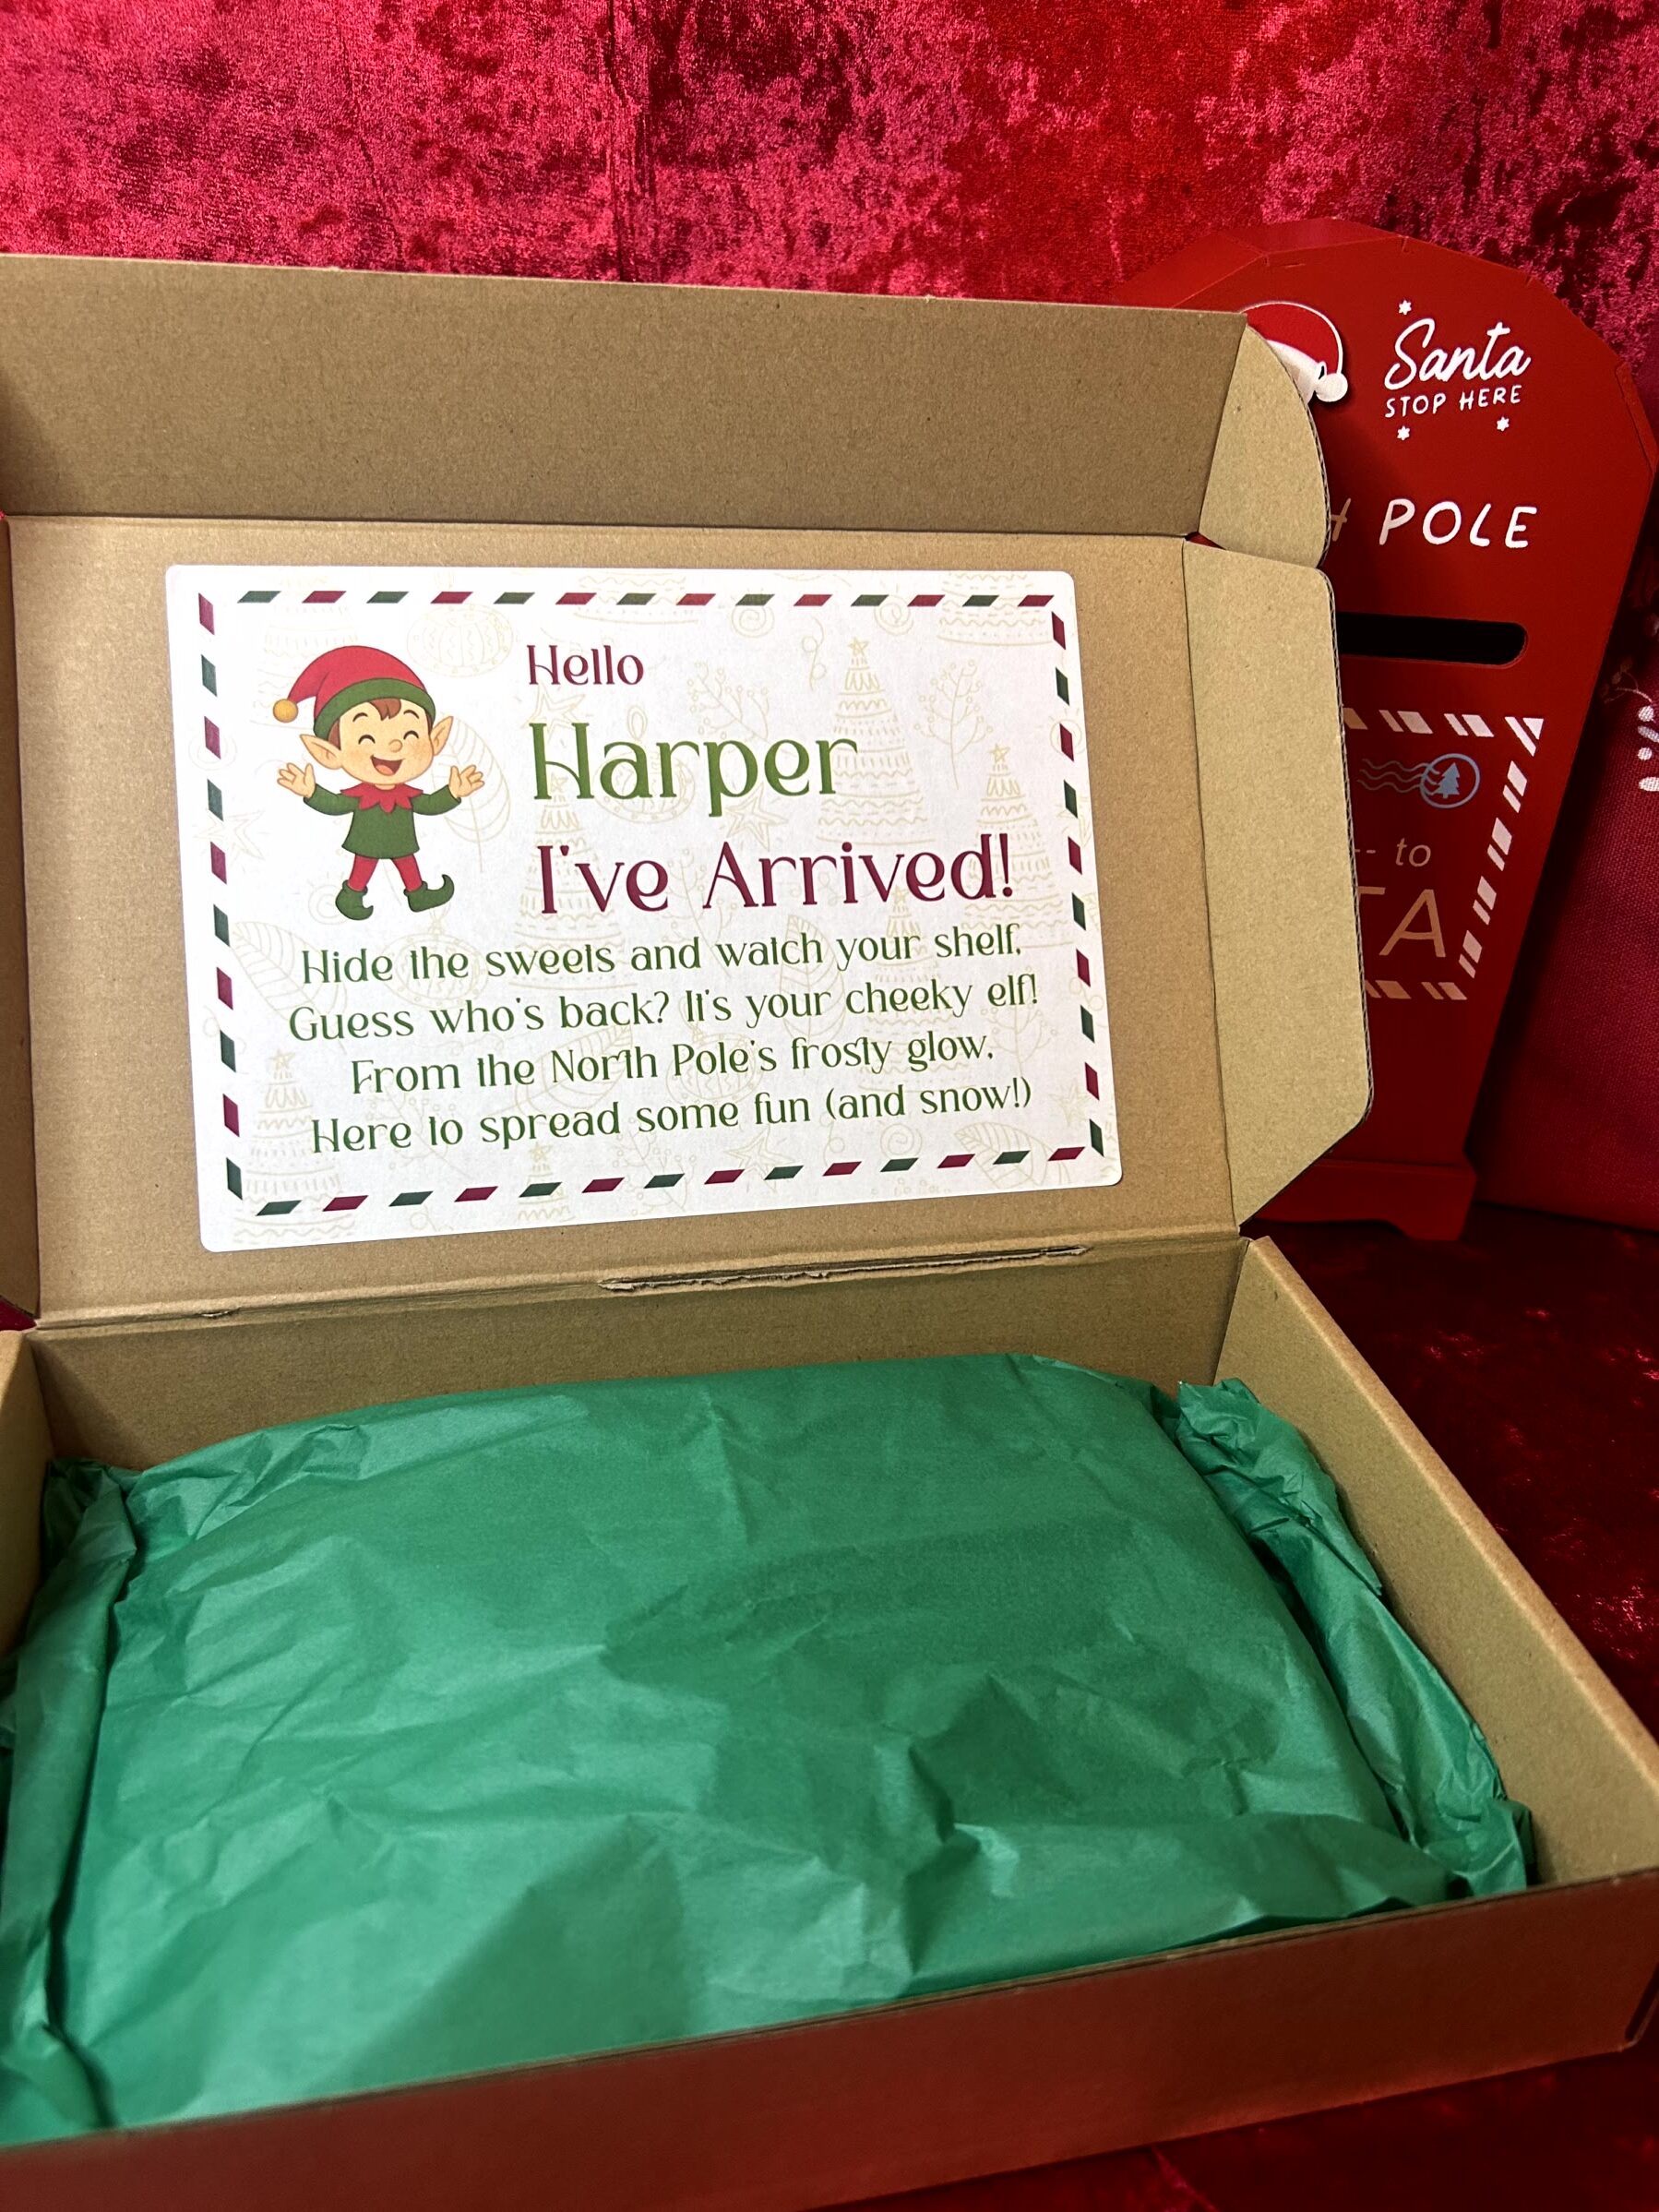 Hello
Harper
I've Arrived!
Hide the sweets and watch your shelf,
Guess who's back? It's your cheeky elf!
From the North Pole's frosty glow,
Here to spread some fun (and snow!)
Santa
STOP HERE
POLE
to
TA